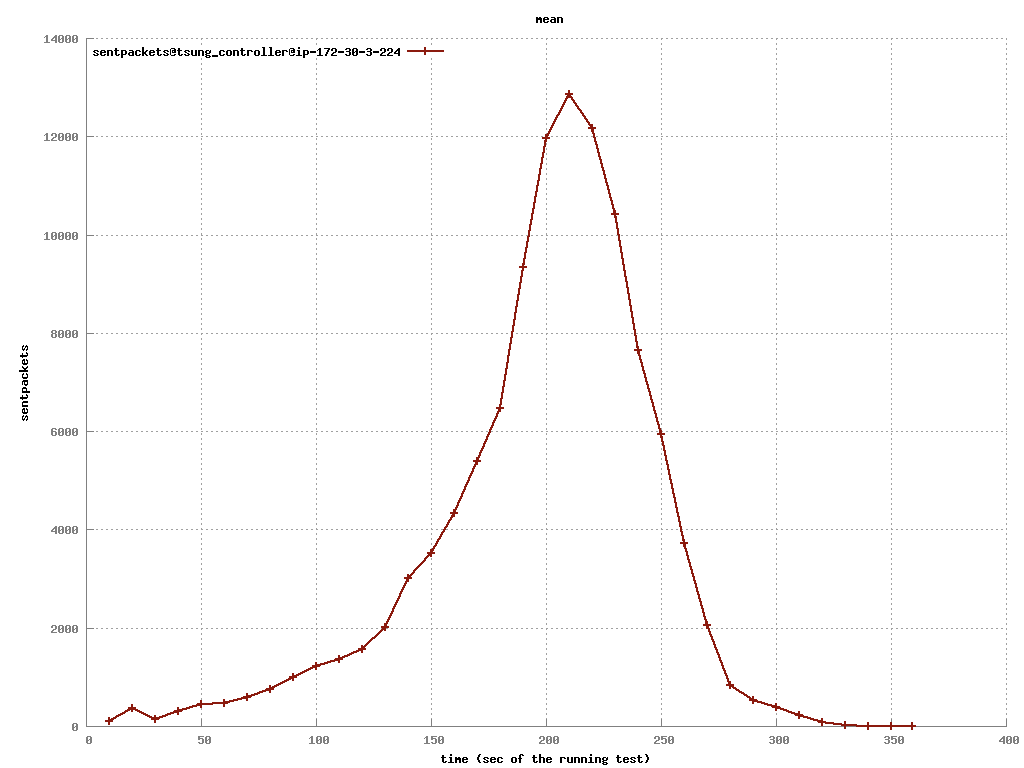 mean
14000
sentpackets@tsung_controller@ip-172-30-3-224
12000
10000
8000
sentpackets
6000
4000
2000
0
0 50 100 150 200 250 300 350 400
time (sec of the running test)